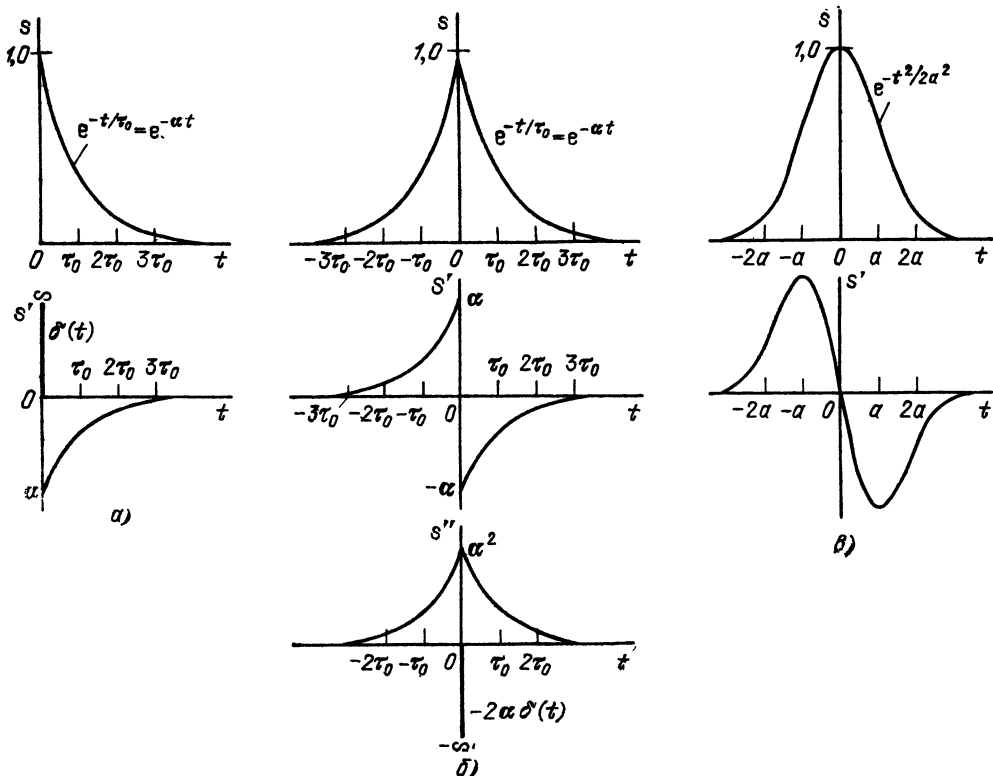 s
1,0
e^{-t/τ₀} = e^{-αt}
0 τ₀ 2τ₀ 3τ₀ t
s'
δ(t)
τ₀ 2τ₀ 3τ₀
0
t
а)
s
1,0
e^{-t/τ₀} = e^{-αt}
-3τ₀ -2τ₀ -τ₀ 0 τ₀ 2τ₀ 3τ₀ t
s'
α
τ₀ 2τ₀ 3τ₀
-3τ₀ -2τ₀ -τ₀ 0 t
-α
s''
α²
-2τ₀ -τ₀ 0 τ₀ 2τ₀ t
-2αδ(t)
б)
s
1,0
e^{-t²/2a²}
-2a -a 0 a 2a t
s'
-2a -a 0 a 2a t
в)